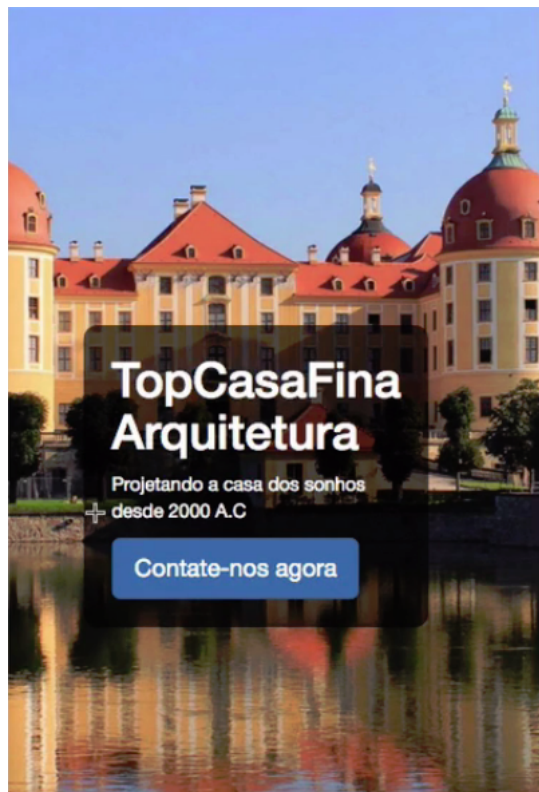 TopCasaFina
Arquitetura
Projetando a casa dos sonhos
desde 2000 A.C
Contate-nos agora